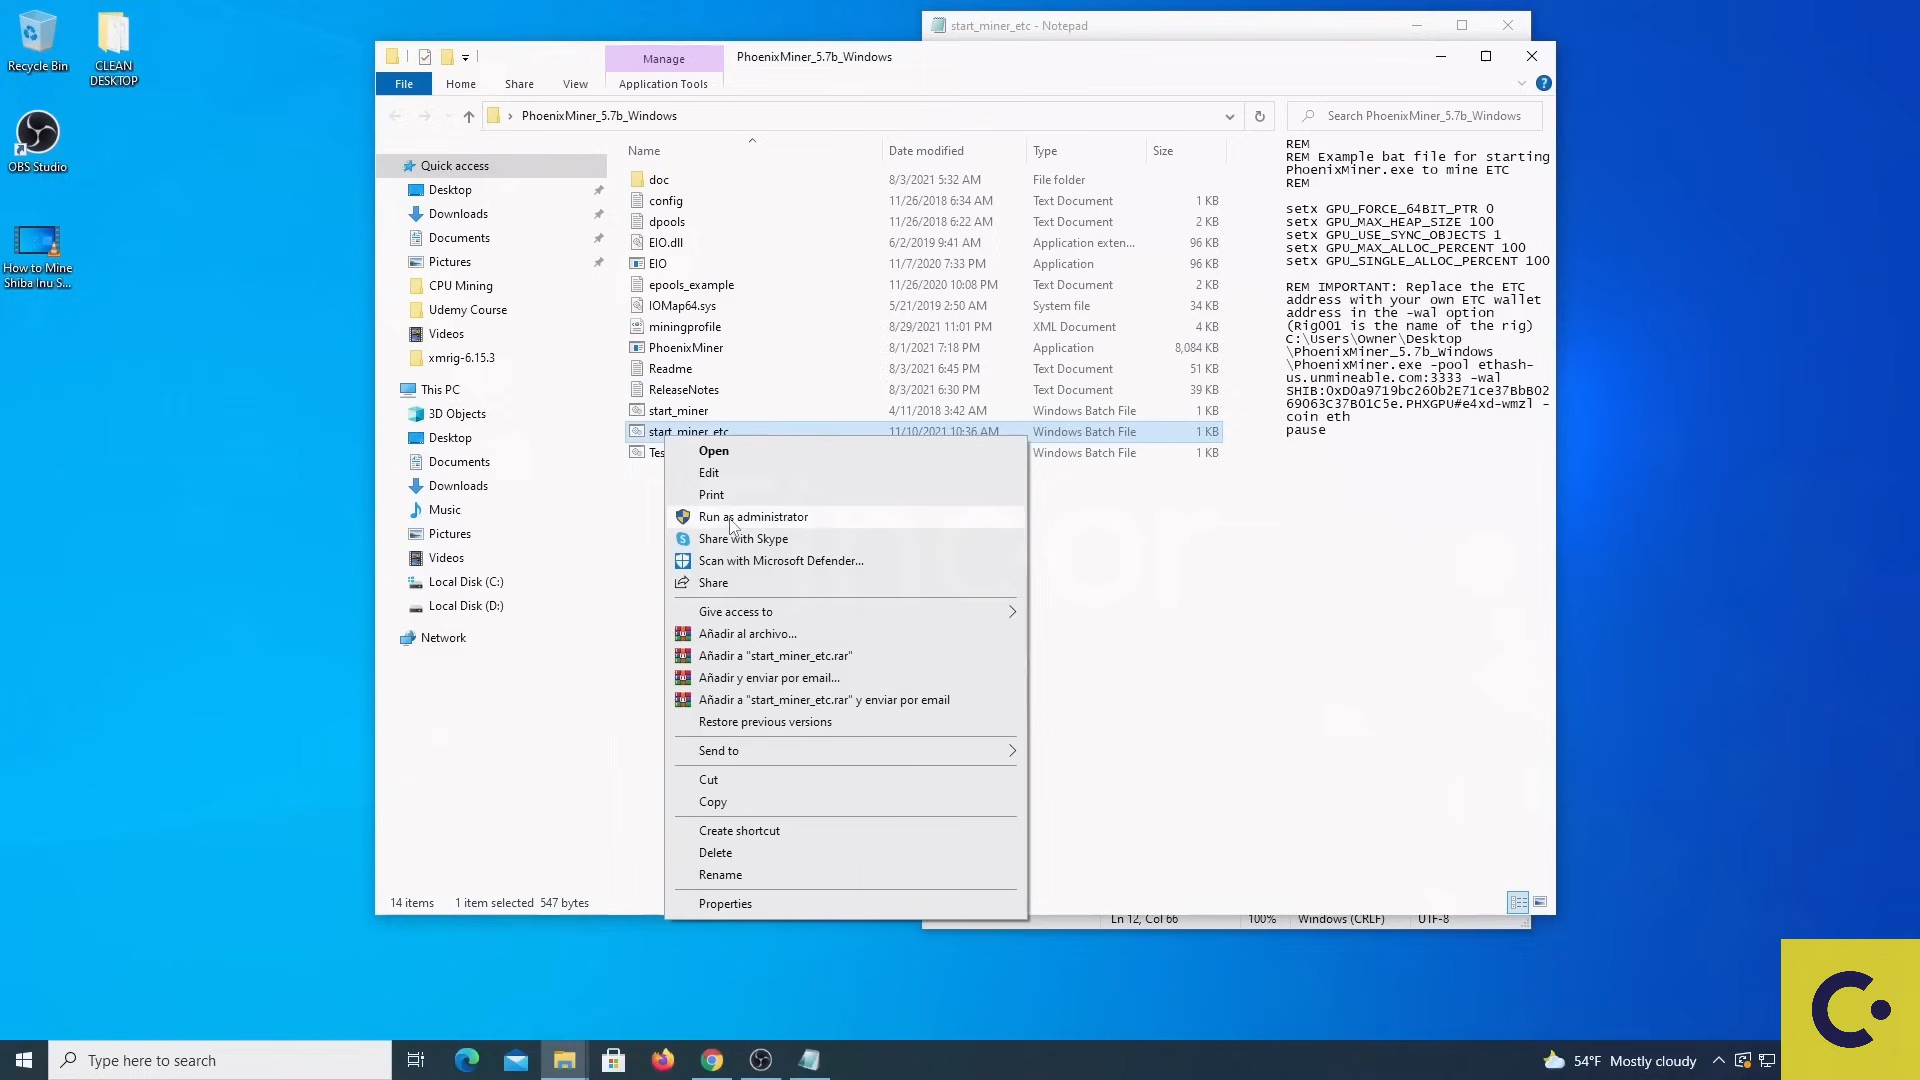 Recycle Bin
CLEAN
DESKTOP
OBS Studio
How to Mine
Shiba Inu S...
start_miner_etc - Notepad
Manage
PhoenixMiner_5.7b_Windows
File
Home
Share
View
Application Tools
PhoenixMiner_5.7b_Windows
Search PhoenixMiner_5.7b_Windows
Quick access
Desktop
Downloads
Documents
Pictures
CPU Mining
Udemy Course
Videos
xmrig-6.15.3
This PC
3D Objects
Desktop
Documents
Downloads
Music
Pictures
Videos
Local Disk (C:)
Local Disk (D:)
Network
Name Date modified Type Size
doc 8/3/2021 5:32 AM File folder
config 11/26/2018 6:34 AM Text Document 1 KB
dpools 11/26/2018 6:22 AM Text Document 2 KB
EIO.dll 6/2/2019 9:41 AM Application exten... 96 KB
EIO 11/7/2020 7:33 PM Application 96 KB
epools_example 11/26/2020 10:08 PM Text Document 2 KB
IOMap64.sys 5/21/2019 2:50 AM System file 34 KB
miningprofile 8/29/2021 11:01 PM XML Document 4 KB
PhoenixMiner 8/1/2021 7:18 PM Application 8,084 KB
Readme 8/3/2021 6:45 PM Text Document 51 KB
ReleaseNotes 8/3/2021 6:30 PM Text Document 39 KB
start_miner 4/11/2018 3:42 AM Windows Batch File 1 KB
start_miner_etc 11/10/2021 10:36 AM Windows Batch File 1 KB
Tes Windows Batch File 1 KB
Open
Edit
Print
Run as administrator
Share with Skype
Scan with Microsoft Defender...
Share
Give access to
Añadir al archivo...
Añadir a "start_miner_etc.rar"
Añadir y enviar por email...
Añadir a "start_miner_etc.rar" y enviar por email
Restore previous versions
Send to
Cut
Copy
Create shortcut
Delete
Rename
Properties
REM
REM Example bat file for starting
PhoenixMiner.exe to mine ETC
REM
setx GPU_FORCE_64BIT_PTR 0
setx GPU_MAX_HEAP_SIZE 100
setx GPU_USE_SYNC_OBJECTS 1
setx GPU_MAX_ALLOC_PERCENT 100
setx GPU_SINGLE_ALLOC_PERCENT 100
REM IMPORTANT: Replace the ETC
address with your own ETC wallet
address in the -wal option
(Rig001 is the name of the rig)
C:\Users\Owner\Desktop
\PhoenixMiner_5.7b_Windows
\PhoenixMiner.exe -pool ethash-
us.unmineable.com:3333 -wal
SHIB:0xD0a9719bc260b2E71ce37BbB02
69063C37B01C5e.PHXGPU#e4xd-wmzl -
coin eth
pause
14 items 1 item selected 547 bytes
Ln 12, Col 66 100% Windows (CRLF) UTF-8
Type here to search
54°F Mostly cloudy